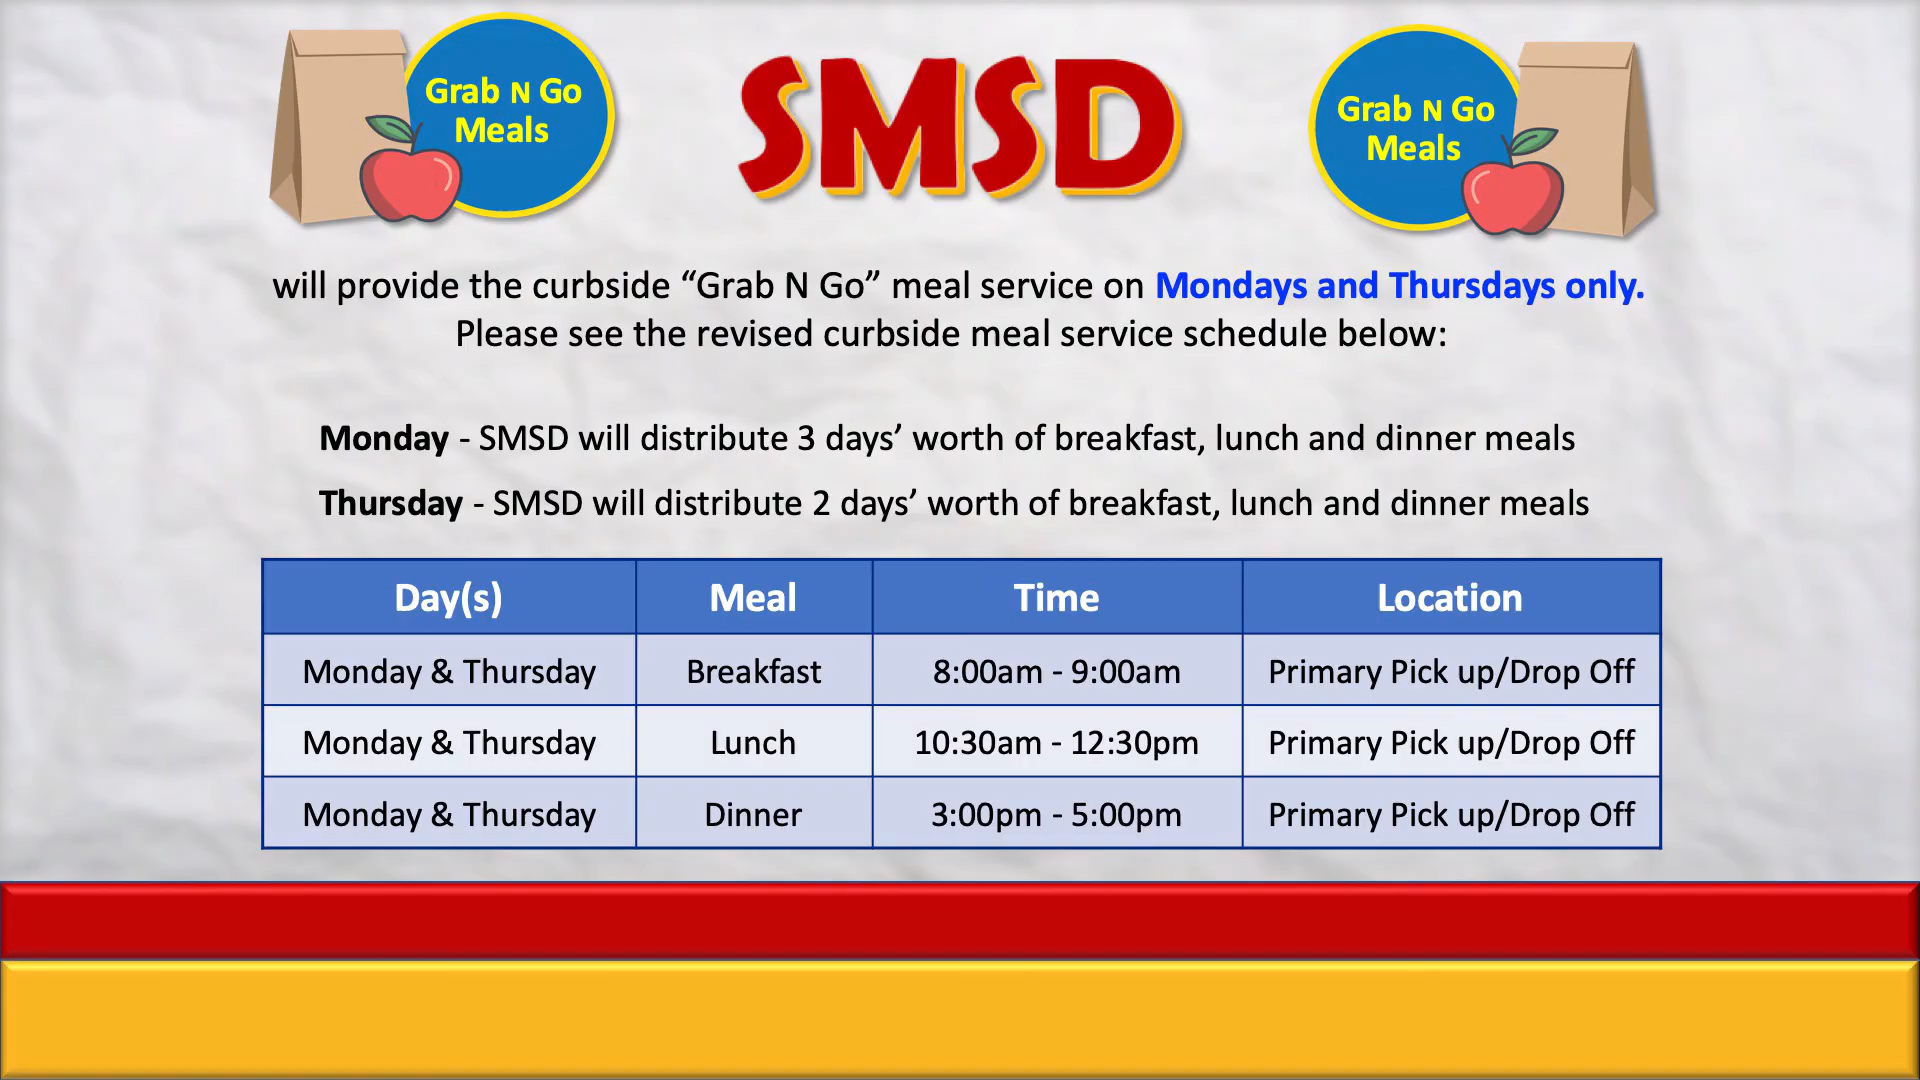 Grab N Go
Meals
SMSD
Grab N Go
Meals
will provide the curbside “Grab N Go” meal service on Mondays and Thursdays only.
Please see the revised curbside meal service schedule below:
Monday - SMSD will distribute 3 days’ worth of breakfast, lunch and dinner meals
Thursday - SMSD will distribute 2 days’ worth of breakfast, lunch and dinner meals
Day(s) Meal Time Location
Monday & Thursday Breakfast 8:00am - 9:00am Primary Pick up/Drop Off
Monday & Thursday Lunch 10:30am - 12:30pm Primary Pick up/Drop Off
Monday & Thursday Dinner 3:00pm - 5:00pm Primary Pick up/Drop Off